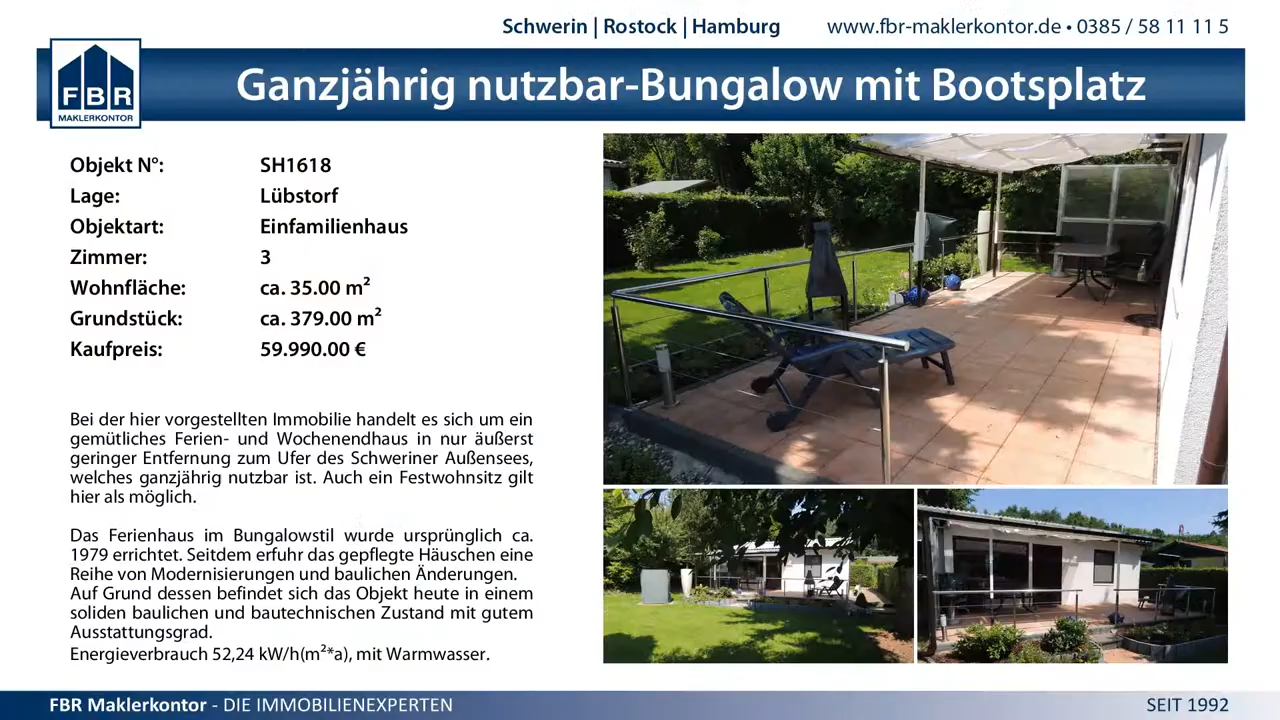 Schwerin | Rostock | Hamburg www.fbr-maklerkontor.de • 0385 / 58 11 11 5
FBR
MAKLERKONTOR
Ganzjährig nutzbar-Bungalow mit Bootsplatz
Objekt N°: SH1618
Lage: Lübstorf
Objektart: Einfamilienhaus
Zimmer: 3
Wohnfläche: ca. 35.00 m²
Grundstück: ca. 379.00 m²
Kaufpreis: 59.990.00 €
Bei der hier vorgestellten Immobilie handelt es sich um ein
gemütliches Ferien- und Wochenendhaus in nur äußerst
geringer Entfernung zum Ufer des Schweriner Außensees,
welches ganzjährig nutzbar ist. Auch ein Festwohnsitz gilt
hier als möglich.
Das Ferienhaus im Bungalowstil wurde ursprünglich ca.
1979 errichtet. Seitdem erfuhr das gepflegte Häuschen eine
Reihe von Modernisierungen und baulichen Änderungen.
Auf Grund dessen befindet sich das Objekt heute in einem
soliden baulichen und bautechnischen Zustand mit gutem
Ausstattungsgrad.
Energieverbrauch 52,24 kW/h(m²*a), mit Warmwasser.
FBR Maklerkontor - DIE IMMOBILIENEXPERTEN SEIT 1992